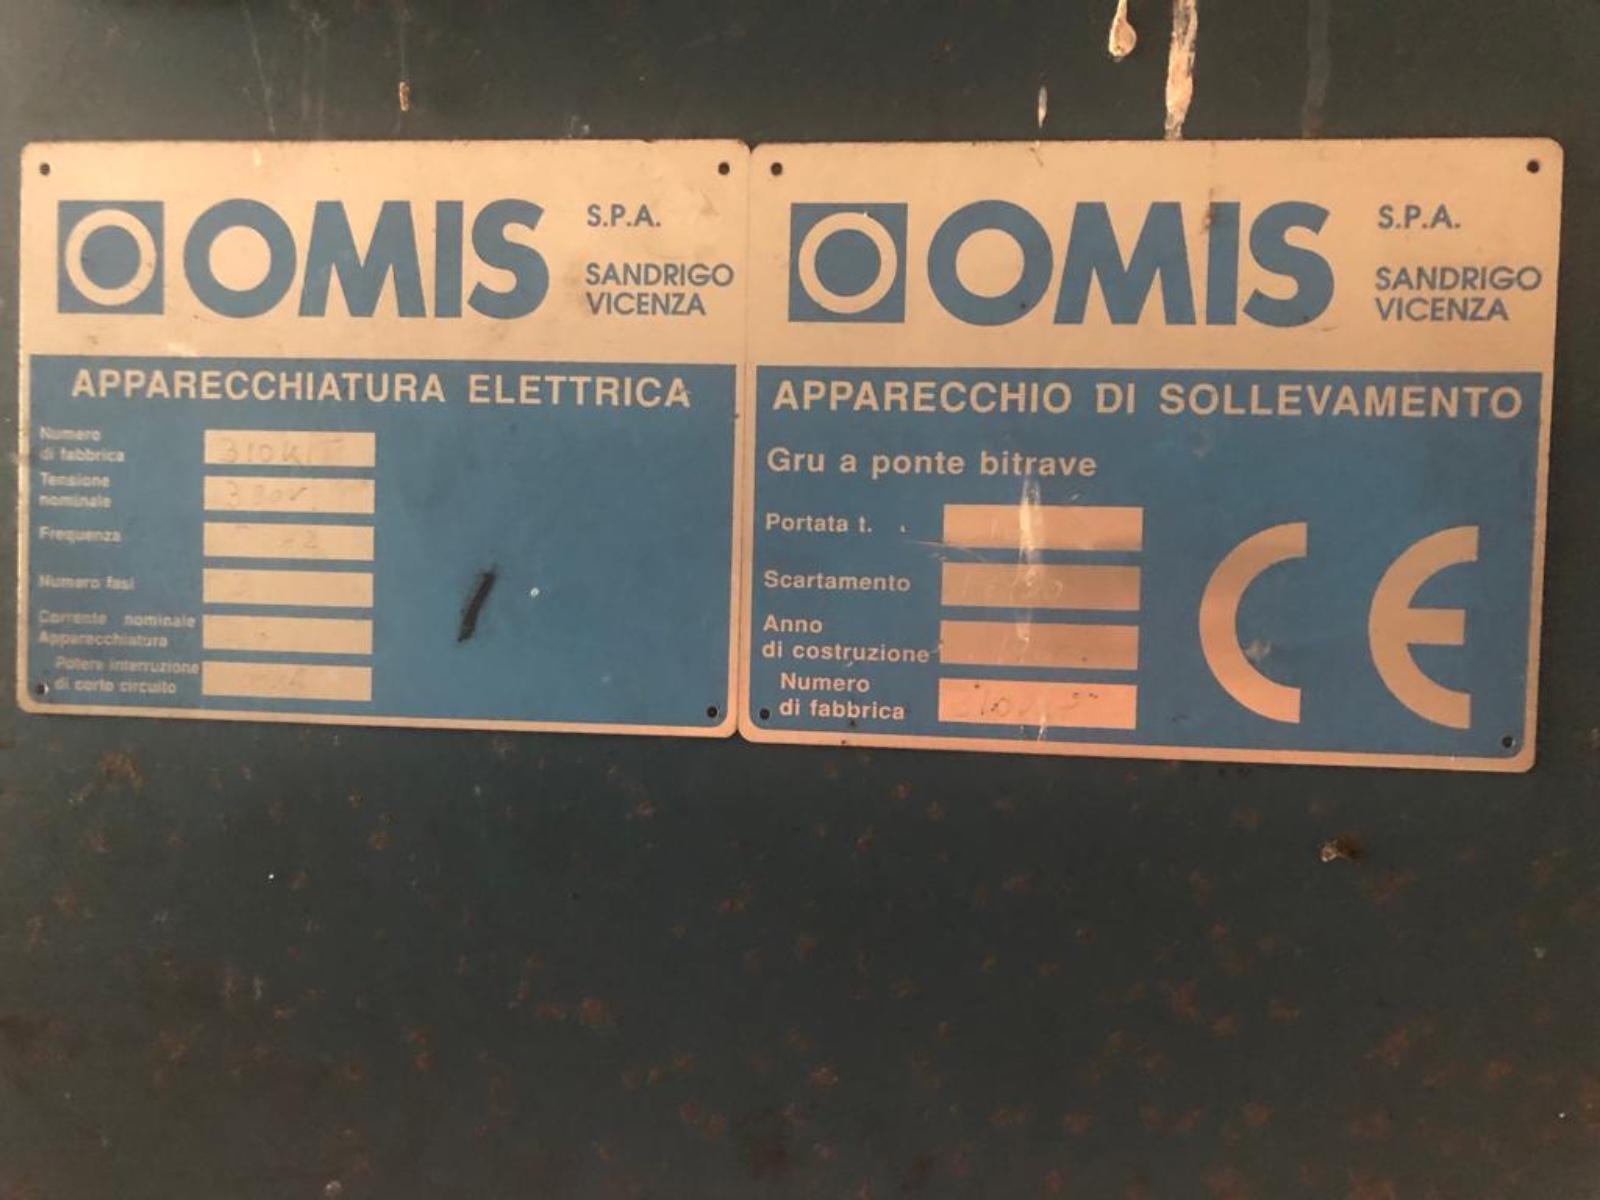 OMIS
S.P.A.
SANDRIGO
VICENZA
APPARECCHIATURA ELETTRICA
Numero
di fabbrica
Tensione
nominale
Frequenza
Numero fasi
Corrente nominale
Apparecchiatura
Potere interruzione
di corto circuito
OMIS
S.P.A.
SANDRIGO
VICENZA
APPARECCHIO DI SOLLEVAMENTO
Gru a ponte bitrave
Portata t.
Scartamento
Anno
di costruzione
Numero
di fabbrica
CE